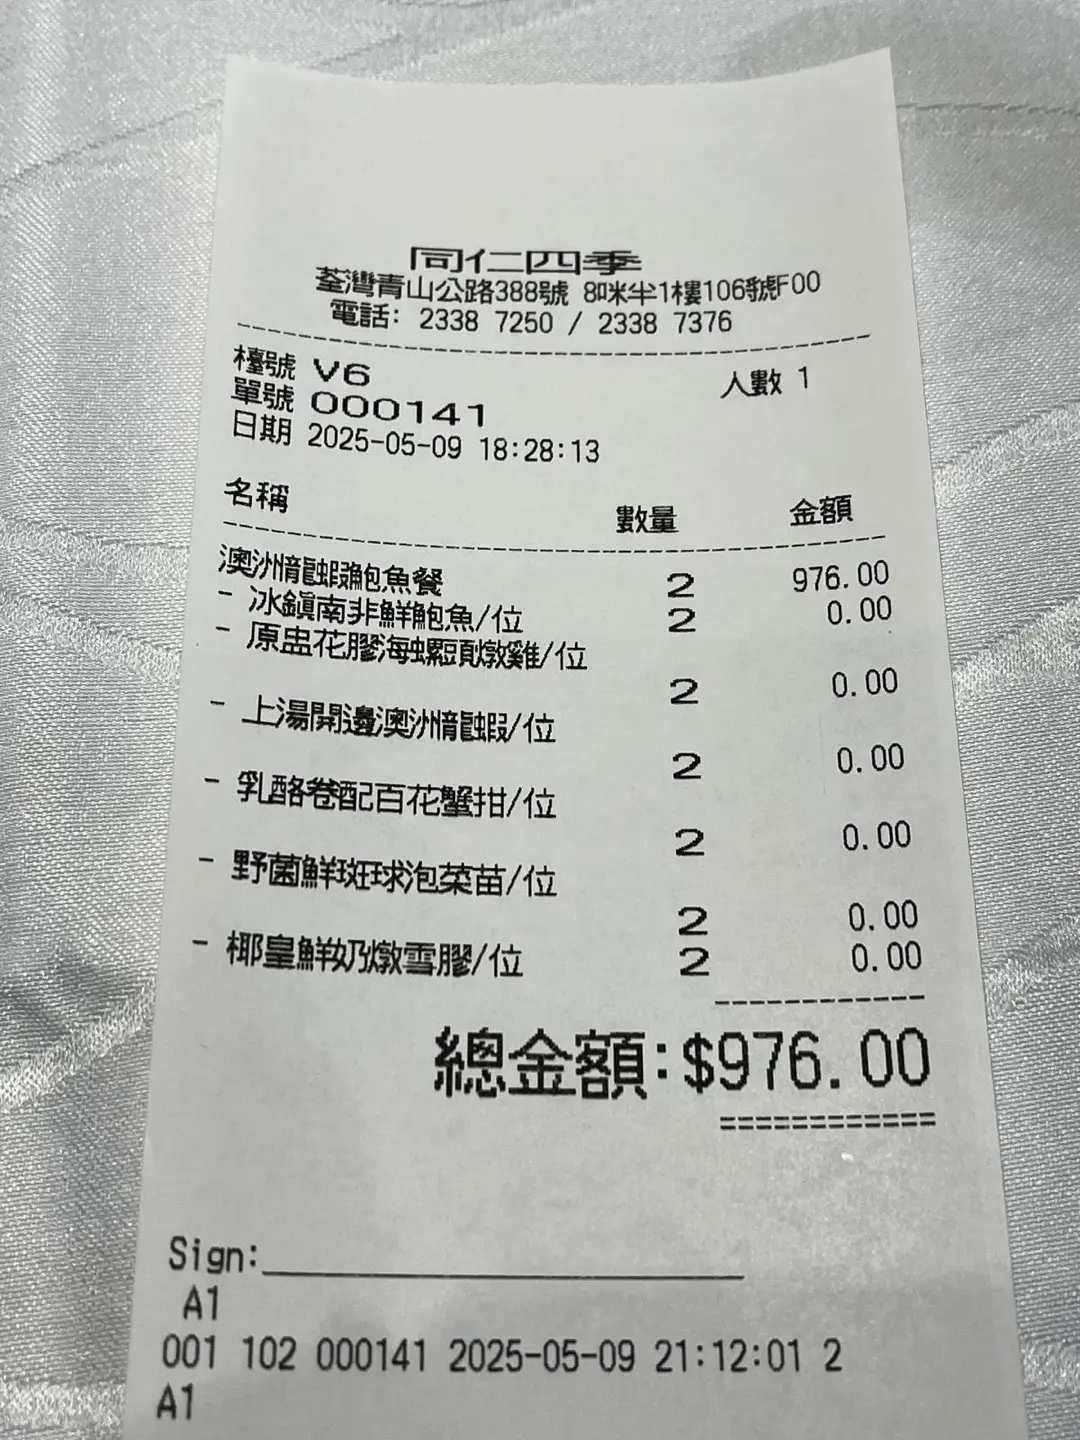 同仁四季
荃灣青山公路388號 8咪半1樓106號F00
電話: 2338 7250 / 2338 7376
檯號 V6
人數 1
單號 000141
日期 2025-05-09 18:28:13
名稱 數量 金額
澳洲情龍蝦鮑魚餐 2 976.00
- 冰鎮南非鮮鮑魚/位 2 0.00
- 原盅花膠海螺頭燉雞/位
2 0.00
- 上湯開邊澳洲情龍蝦/位
2 0.00
- 乳酪卷配百花蟹拑/位
2 0.00
- 野菌鮮斑球泡菜苗/位
2 0.00
- 椰皇鮮奶燉雪膠/位 2 0.00
總金額:$976.00
============
Sign:
A1
001 102 000141 2025-05-09 21:12:01 2
A1